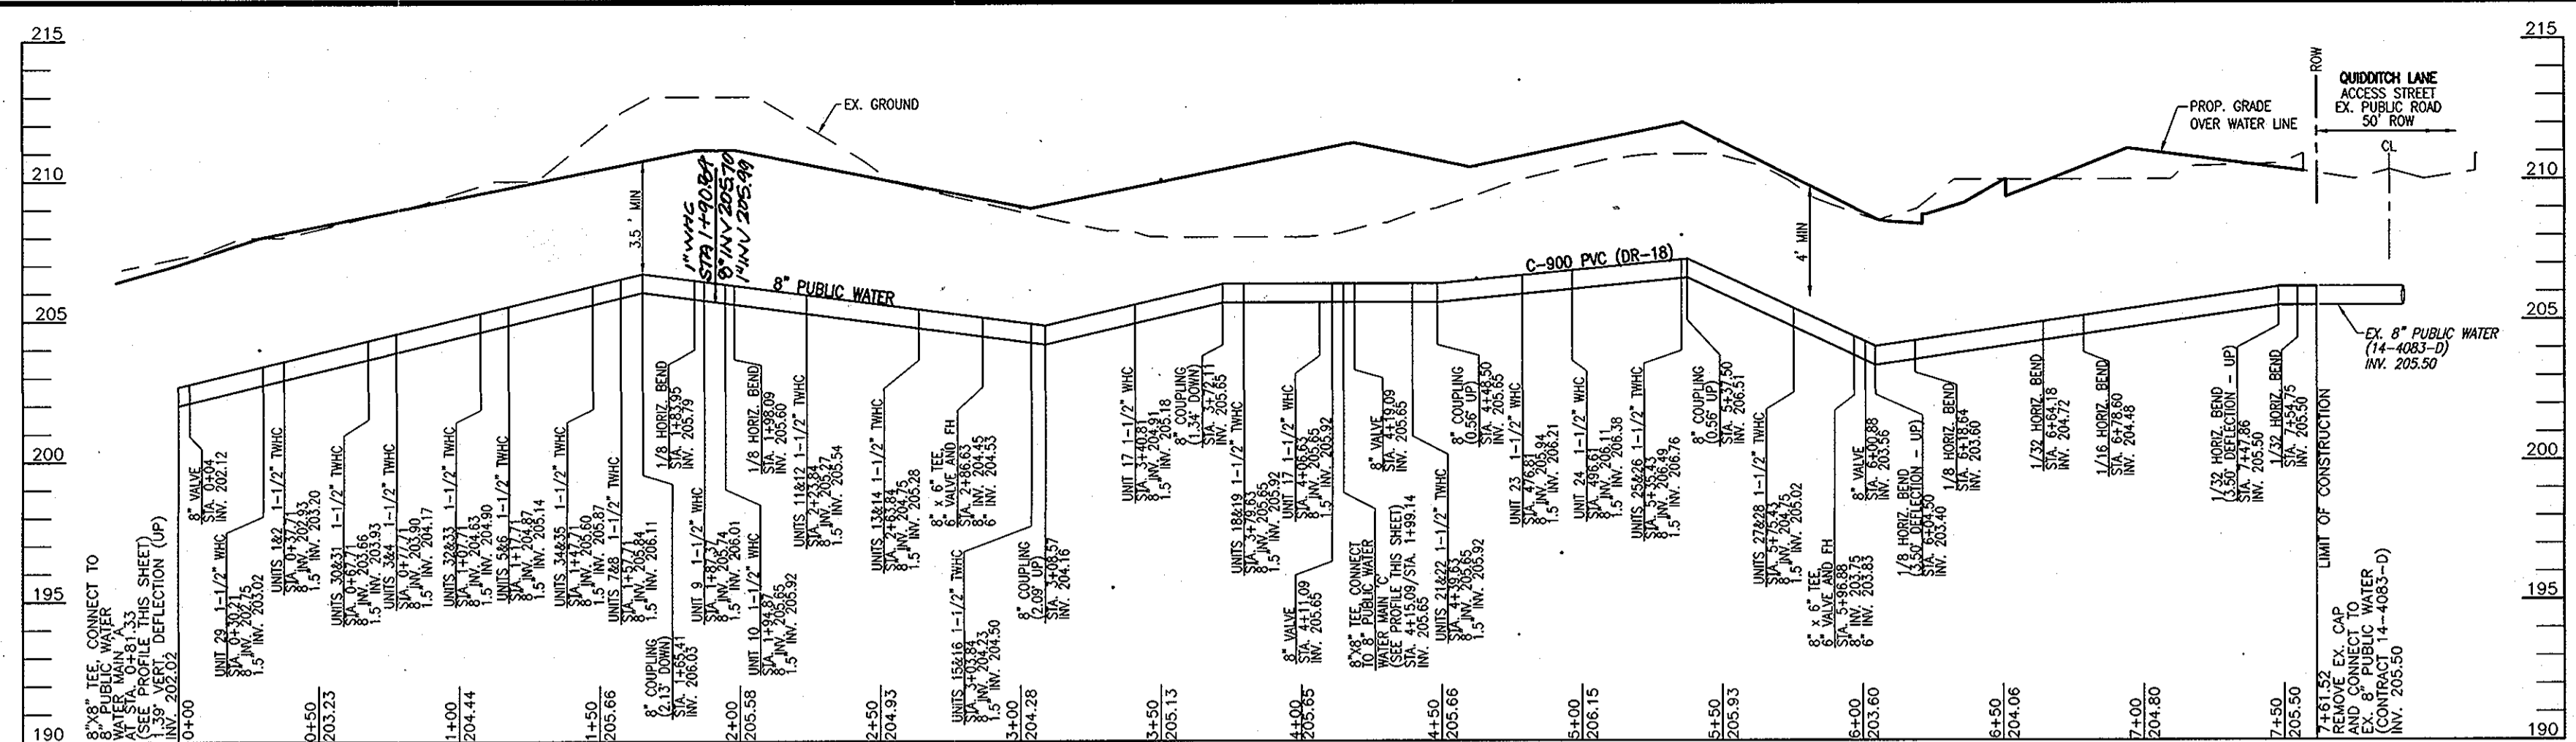 215
210
205
200
195
190
215
210
205
200
195
190
EX. GROUND
3.5 ' MIN
1" WHC
STA 1+90.84
8" INV 205.70
1" INV 205.99
8" PUBLIC WATER
C-900 PVC (DR-18)
4' MIN
PROP. GRADE
OVER WATER LINE
ROW
QUIDDITCH LANE
ACCESS STREET
EX. PUBLIC ROAD
50' ROW
CL
EX. 8" PUBLIC WATER
(14-4083-D)
INV. 205.50
8"X8" TEE, CONNECT TO
8" PUBLIC WATER
WATER MAIN 'A'
AT STA. 0+81.33
(SEE PROFILE THIS SHEET)
1.39° VERT. DEFLECTION (UP)
INV. 202.02
8" VALVE
STA. 0+04
INV. 202.12
UNIT 29 1-1/2" WHC
STA. 0+30.21
8" INV. 202.75
1.5" INV. 203.02
UNITS 1&2 1-1/2" TWHC
STA. 0+37.71
8" INV. 202.93
1.5" INV. 203.20
UNITS 30&31 1-1/2" TWHC
STA. 0+67.71
8" INV. 203.66
1.5" INV. 203.93
UNITS 3&4 1-1/2" TWHC
STA. 0+77.71
8" INV. 203.90
1.5" INV. 204.17
UNITS 32&33 1-1/2" TWHC
STA. 1+07.71
8" INV. 204.63
1.5" INV. 204.90
UNITS 5&6 1-1/2" TWHC
STA. 1+17.71
8" INV. 204.87
1.5" INV. 205.14
UNITS 34&35 1-1/2" TWHC
STA. 1+47.71
8" INV. 205.60
1.5" INV. 205.87
UNITS 7&8 1-1/2" TWHC
STA. 1+57.71
8" INV. 205.84
1.5" INV. 206.11
8" COUPLING
(2.13' DOWN)
STA. 1+65.41
INV. 206.03
1/8 HORIZ. BEND
STA. 1+83.95
INV. 205.79
UNIT 9 1-1/2" WHC
STA. 1+87.37
8" INV. 205.74
1.5" INV. 206.01
UNIT 10 1-1/2" WHC
STA. 1+94.87
8" INV. 205.65
1.5" INV. 205.92
1/8 HORIZ. BEND
STA. 1+98.09
INV. 205.60
UNITS 11&12 1-1/2" TWHC
STA. 2+23.84
8" INV. 205.27
1.5" INV. 205.54
UNITS 13&14 1-1/2" TWHC
STA. 2+63.84
8" INV. 204.75
1.5" INV. 205.28
8" x 6" TEE,
6" VALVE AND FH
STA. 2+86.63
8" INV. 204.45
6" INV. 204.53
UNITS 15&16 1-1/2" TWHC
STA. 3+03.84
8" INV. 204.23
1.5" INV. 204.50
8" COUPLING
(2.09' UP)
STA. 3+08.57
INV. 204.16
UNIT 17 1-1/2" WHC
STA. 3+40.81
8" INV. 204.91
1.5" INV. 205.18
8" COUPLING
(1.34' DOWN)
STA. 3+72.11
INV. 205.65
UNITS 18&19 1-1/2" TWHC
STA. 3+79.63
8" INV. 205.65
1.5" INV. 205.92
UNIT 17 1-1/2" WHC
STA. 4+06.63
8" INV. 205.65
1.5" INV. 205.92
8" VALVE
STA. 4+11.09
INV. 205.65
8"X8" TEE, CONNECT
TO 8" PUBLIC WATER
WATER MAIN 'C'
(SEE PROFILE THIS SHEET)
STA. 4+15.09/STA. 1+99.14
INV. 205.65
8" VALVE
STA. 4+19.09
INV. 205.65
UNITS 21&22 1-1/2" TWHC
STA. 4+39.63
8" INV. 205.65
1.5" INV. 205.92
8" COUPLING
(0.56' UP)
STA. 4+48.50
INV. 205.65
UNIT 23 1-1/2" WHC
STA. 476.81
8" INV. 205.94
1.5" INV. 206.21
UNIT 24 1-1/2" WHC
STA. 496.61
8" INV. 206.11
1.5" INV. 206.38
UNITS 25&26 1-1/2" TWHC
STA. 5+35.43
8" INV. 206.49
1.5" INV. 206.76
8" COUPLING
(0.56' UP)
STA. 5+37.50
INV. 206.51
UNITS 27&28 1-1/2" TWHC
STA. 5+75.43
8" INV. 204.75
1.5" INV. 205.02
8" x 6" TEE,
6" VALVE AND FH
STA. 5+96.88
8" INV. 203.75
6" INV. 203.83
8" VALVE
STA. 6+00.88
INV. 203.56
1/8 HORIZ. BEND
(3.50° DEFLECTION - UP)
STA. 6+04.50
INV. 203.40
1/8 HORIZ. BEND
STA. 6+18.64
INV. 203.60
1/32 HORIZ. BEND
STA. 6+64.18
INV. 204.72
1/16 HORIZ. BEND
STA. 6+78.60
INV. 204.48
1/32 HORIZ. BEND
(3.50° DEFLECTION - UP)
STA. 7+47.86
INV. 205.50
1/32 HORIZ. BEND
STA. 7+54.75
INV. 205.50
LIMIT OF CONSTRUCTION
7+61.52
REMOVE EX. CAP
AND CONNECT TO
EX. 8" PUBLIC WATER
(CONTRACT 14-4083-D)
INV. 205.50
0+00
0+50
203.23
1+00
204.44
1+50
205.66
2+00
205.58
2+50
204.93
3+00
204.28
3+50
205.13
4+00
205.65
4+50
205.66
5+00
206.15
5+50
205.93
6+00
203.60
6+50
204.06
7+00
204.80
7+50
205.50